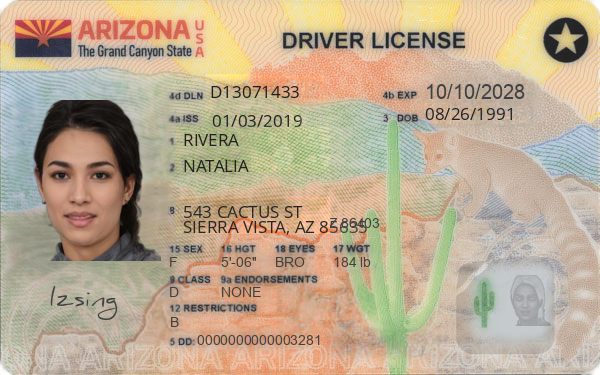 ARIZONA USA
The Grand Canyon State
DRIVER LICENSE
4d DLN D13071433
4b EXP 10/10/2028
4a ISS 01/03/2019
3 DOB 08/26/1991
1 RIVERA
2 NATALIA
8 543 CACTUS ST
SIERRA VISTA, AZ 85635
Z 86403
15 SEX 16 HGT 18 EYES 17 WGT
F 5'-06" BRO 184 lb
9 CLASS 9a ENDORSEMENTS
D NONE
12 RESTRICTIONS
B
5 DD: 0000000000003281
Izsing
ARIZONA ARIZONA ARIZONA ARIZONA